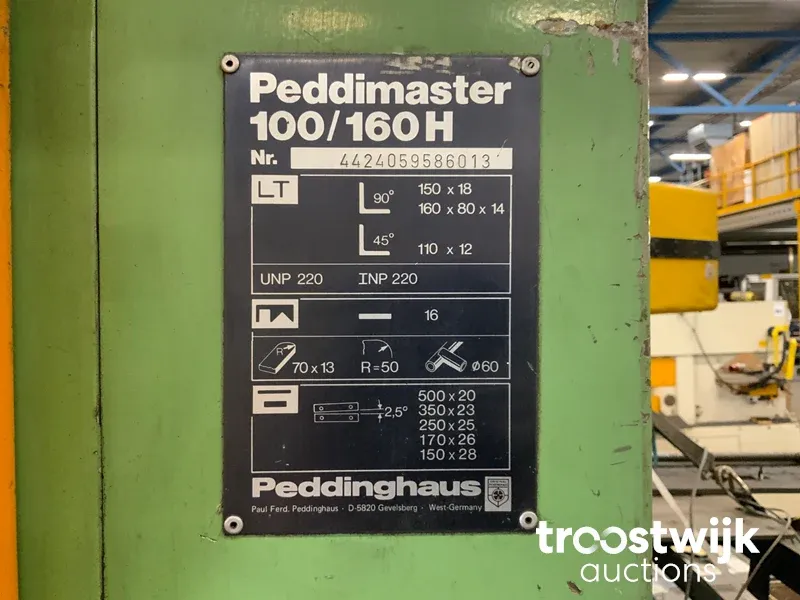 Peddimaster
100/160H
Nr. 4424059586013
LT 90° 150 x 18
160 x 80 x 14
45° 110 x 12
UNP 220 INP 220
16
R 70 x 13 R=50 ø60
2,5° 500 x 20
350 x 23
250 x 25
170 x 26
150 x 28
Peddinghaus
Paul Ferd. Peddinghaus · D-5820 Gevelsberg · West-Germany
troostwijk
auctions